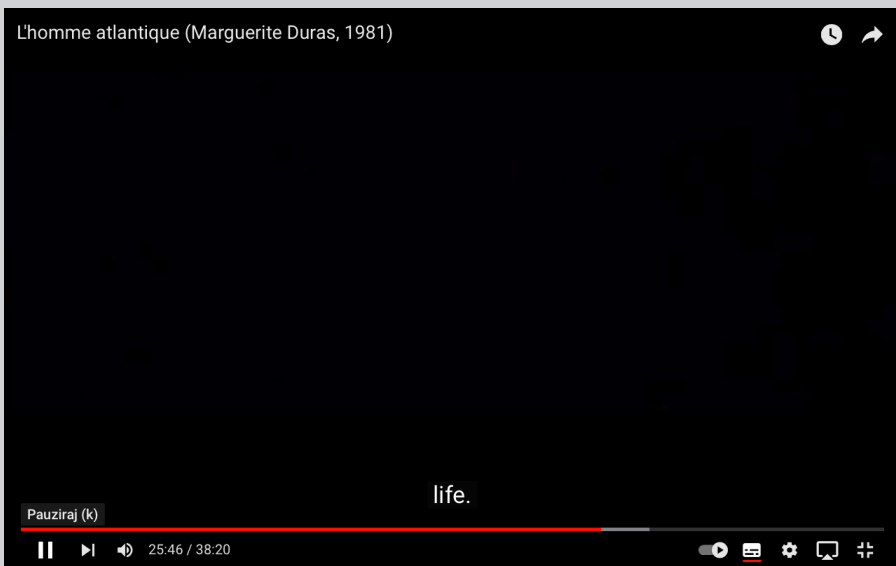 L'homme atlantique (Marguerite Duras, 1981)
life.
Pauziraj (k)
25:46 / 38:20